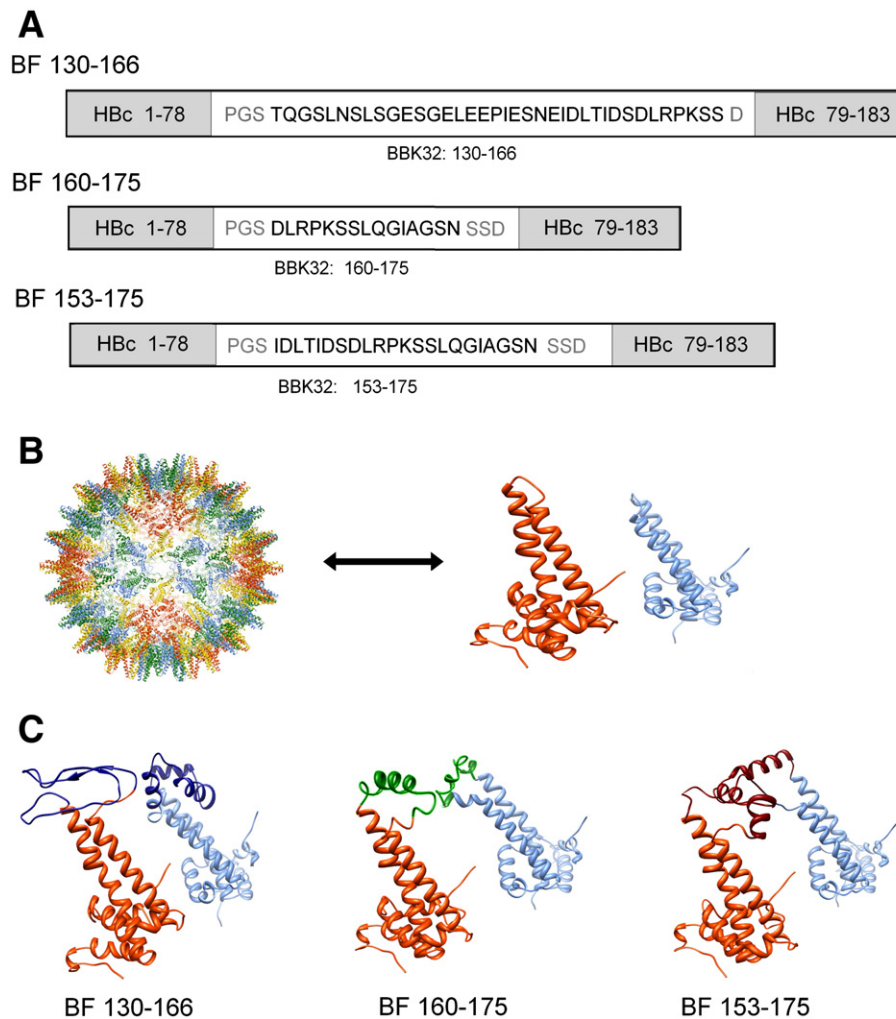 A
BF 130-166
HBc 1-78 PGS TQGSLNSLSGESGELEEPIESNEIDLTIDSDLRPKSS D HBc 79-183
BBK32: 130-166
BF 160-175
HBc 1-78 PGS DLRPKSSLQGIAGSN SSD HBc 79-183
BBK32: 160-175
BF 153-175
HBc 1-78 PGS IDLTIDSDLRPKSSLQGIAGSN SSD HBc 79-183
BBK32: 153-175
B
C
BF 130-166 BF 160-175 BF 153-175